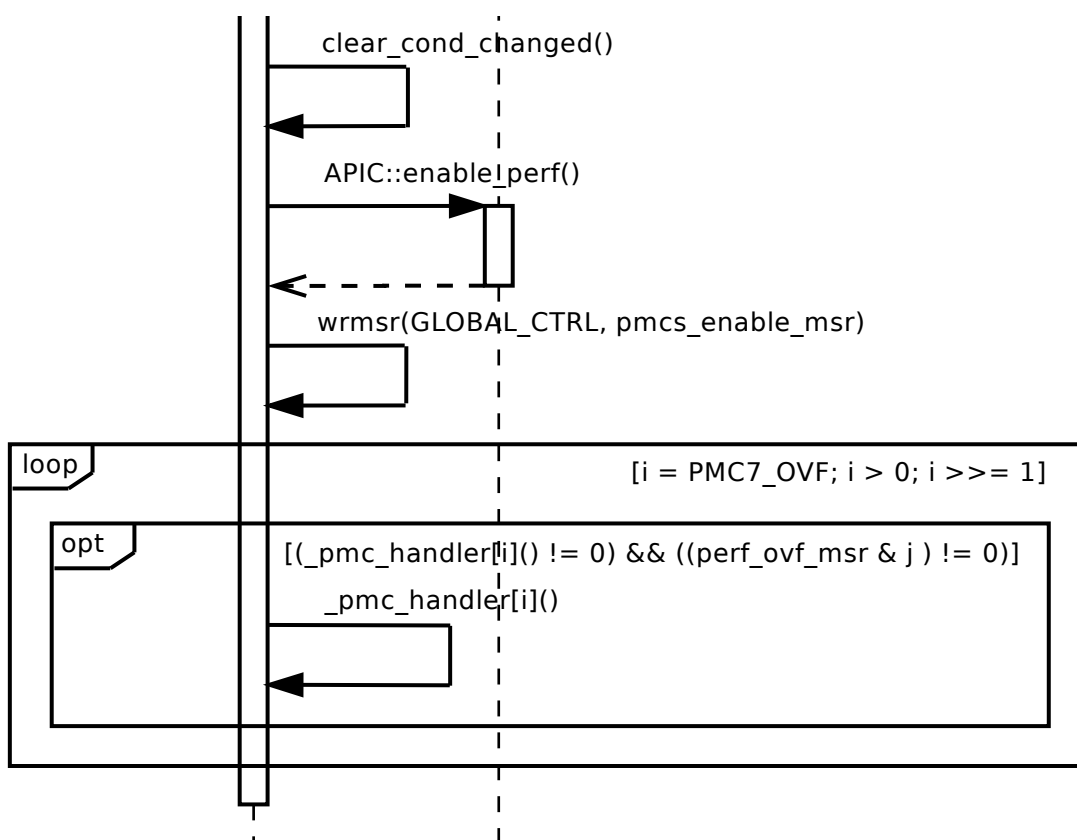 clear_cond_changed()
APIC::enable_perf()
wrmsr(GLOBAL_CTRL, pmcs_enable_msr)
loop
[i = PMC7_OVF; i > 0; i >>= 1]
opt
[(_pmc_handler[i]() != 0) && ((perf_ovf_msr & j ) != 0)]
_pmc_handler[i]()